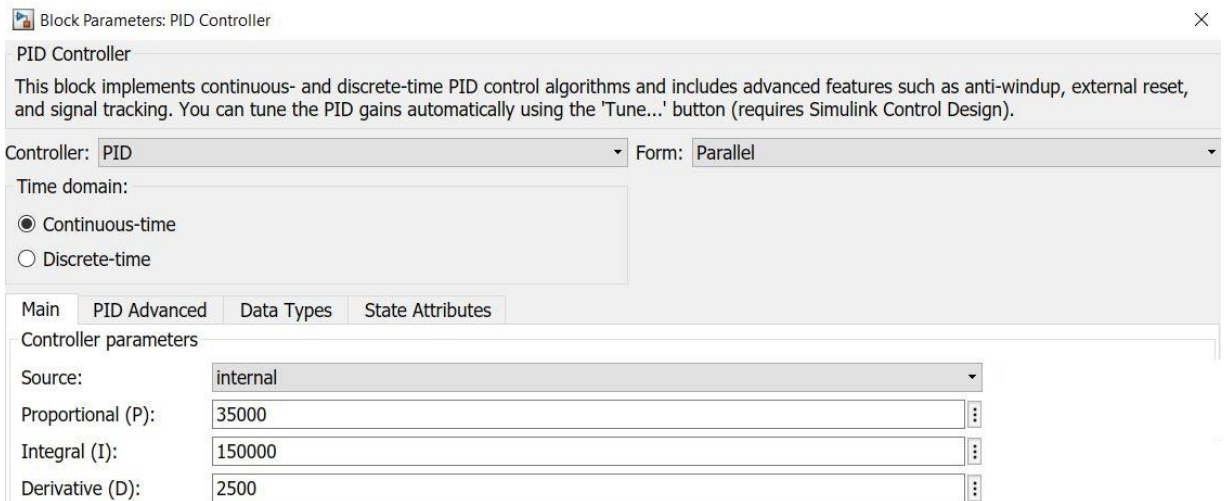 Block Parameters: PID Controller
PID Controller
This block implements continuous- and discrete-time PID control algorithms and includes advanced features such as anti-windup, external reset,
and signal tracking. You can tune the PID gains automatically using the 'Tune...' button (requires Simulink Control Design).
Controller: PID Form: Parallel
Time domain:
Continuous-time
Discrete-time
Main PID Advanced Data Types State Attributes
Controller parameters
Source: internal
Proportional (P): 35000
Integral (I): 150000
Derivative (D): 2500